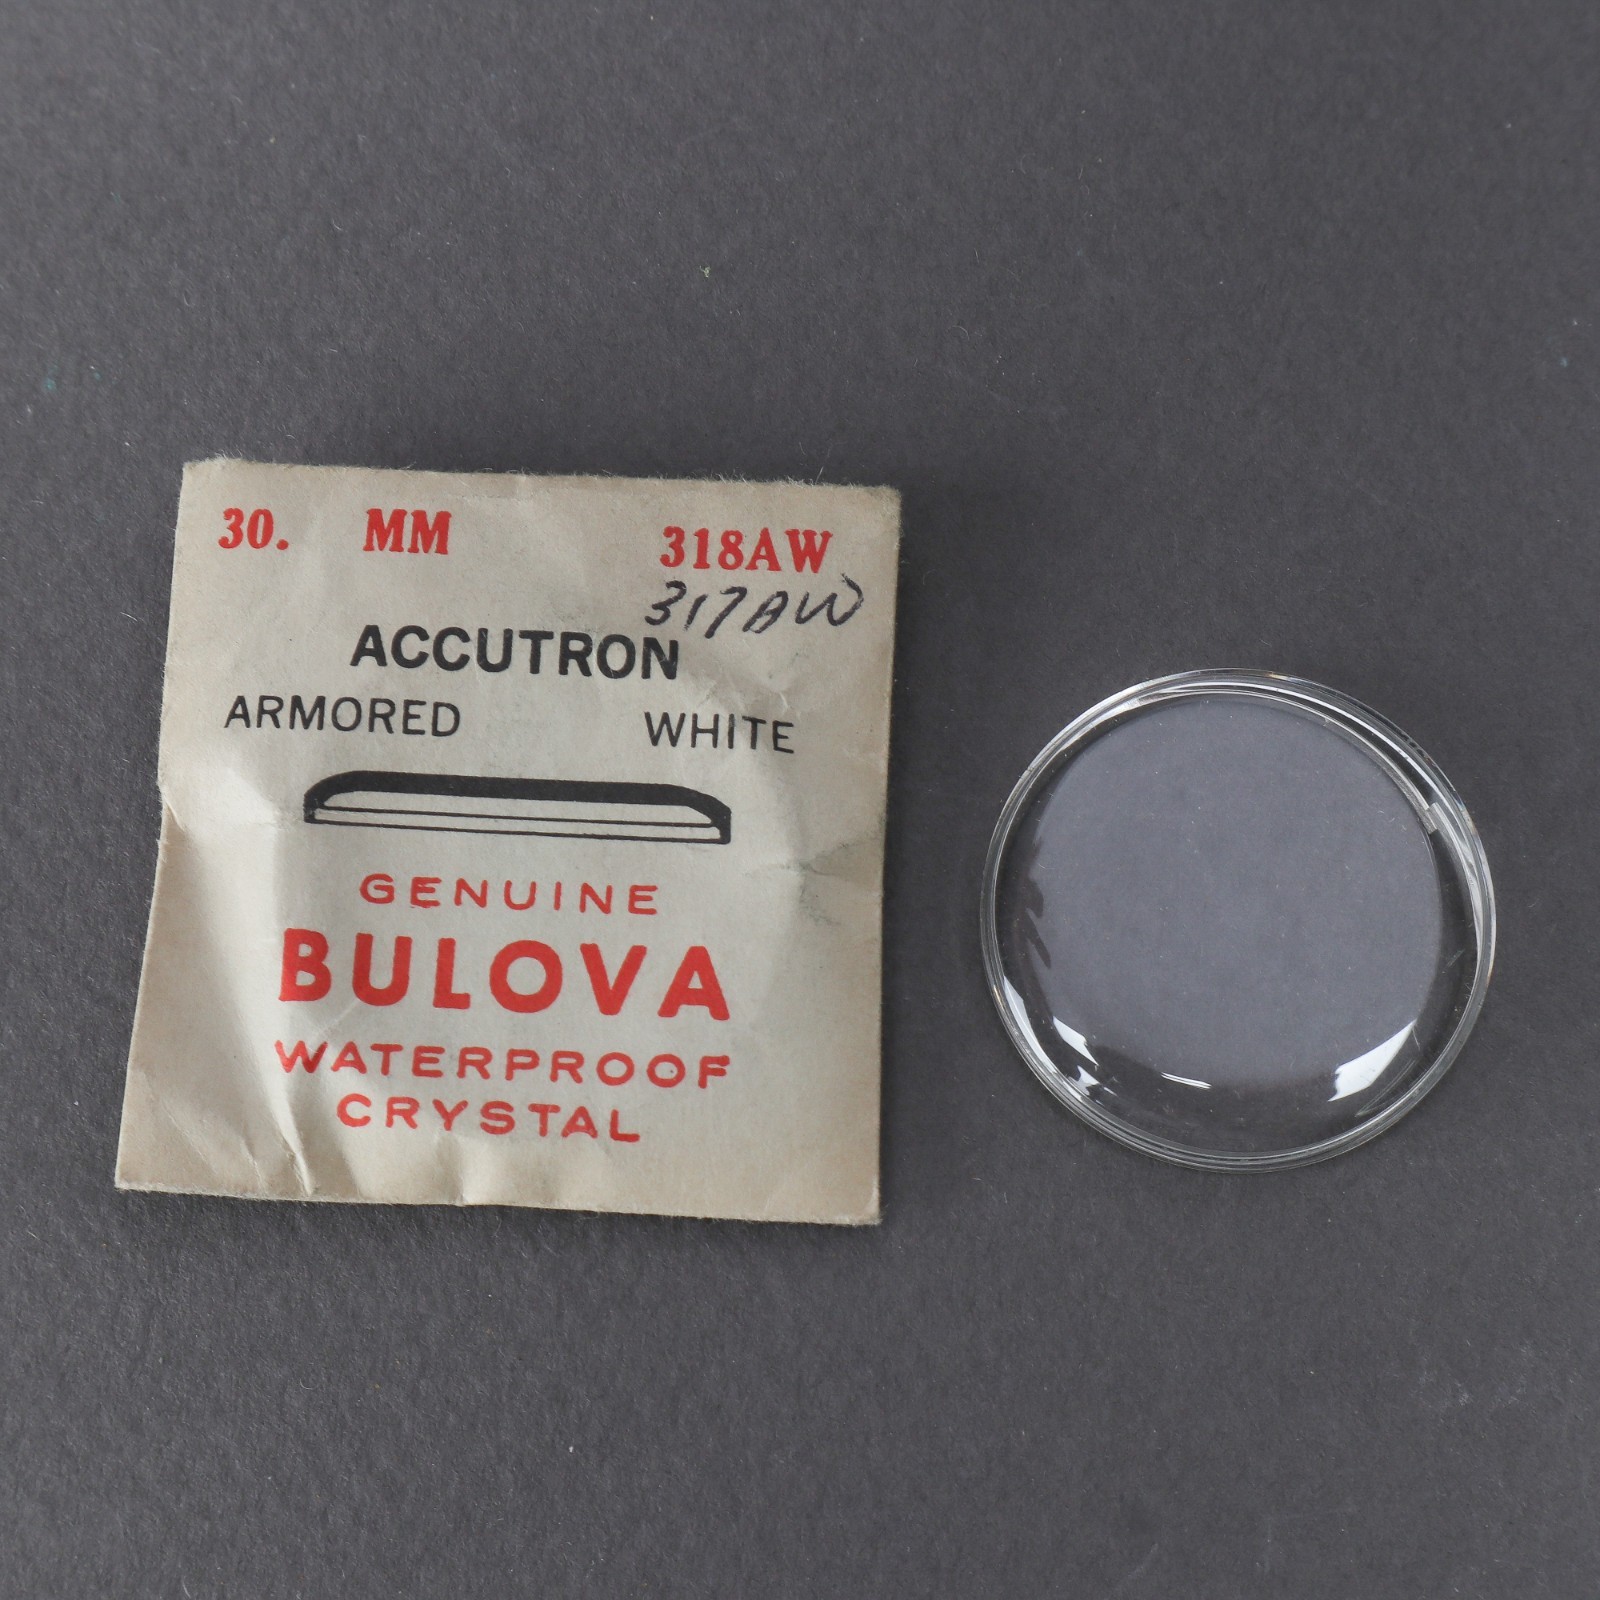 30. MM 318AW
317AW
ACCUTRON
ARMORED WHITE
GENUINE
BULOVA
WATERPROOF
CRYSTAL